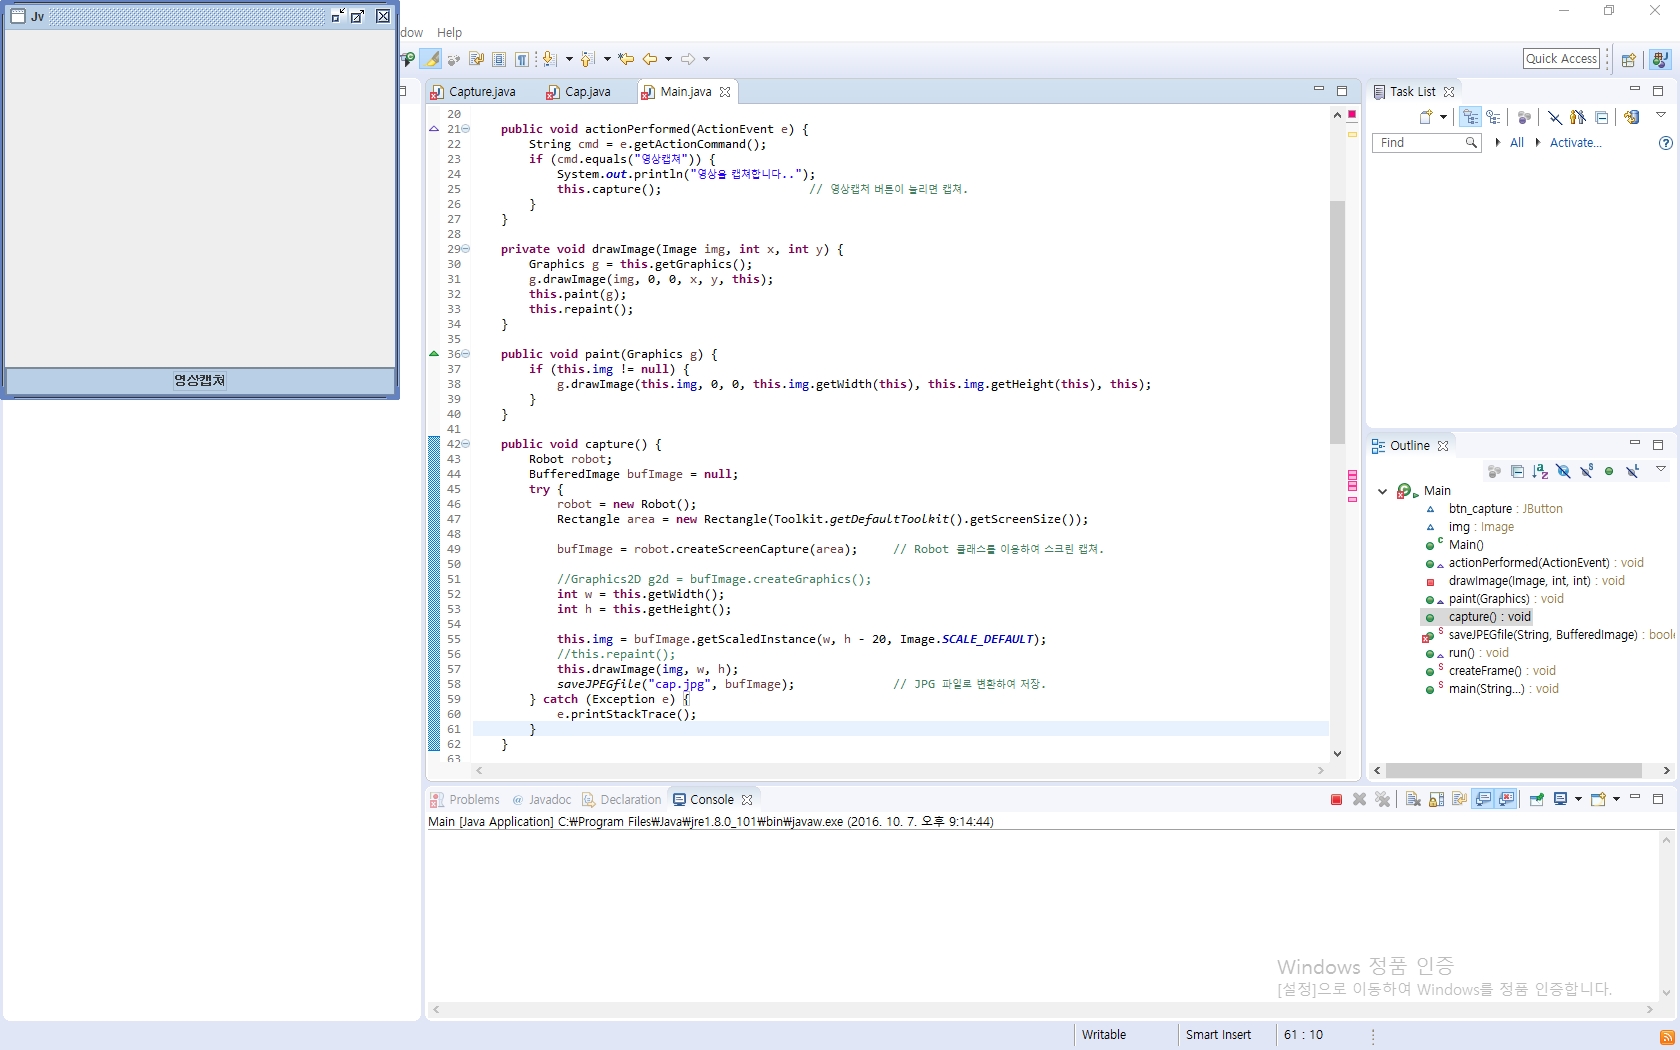 Jv
dow Help
Quick Access
Capture.java
Cap.java
Main.java
20
21 public void actionPerformed(ActionEvent e) {
22 String cmd = e.getActionCommand();
23 if (cmd.equals("영상캡쳐")) {
24 System.out.println("영상을 캡쳐합니다..");
25 this.capture(); // 영상캡처 버튼이 눌리면 캡쳐.
26 }
27 }
28
29 private void drawImage(Image img, int x, int y) {
30 Graphics g = this.getGraphics();
31 g.drawImage(img, 0, 0, x, y, this);
32 this.paint(g);
33 this.repaint();
34 }
35
36 public void paint(Graphics g) {
37 if (this.img != null) {
38 g.drawImage(this.img, 0, 0, this.img.getWidth(this), this.img.getHeight(this), this);
39 }
40 }
41
42 public void capture() {
43 Robot robot;
44 BufferedImage bufImage = null;
45 try {
46 robot = new Robot();
47 Rectangle area = new Rectangle(Toolkit.getDefaultToolkit().getScreenSize());
48
49 bufImage = robot.createScreenCapture(area); // Robot 클래스를 이용하여 스크린 캡쳐.
50
51 //Graphics2D g2d = bufImage.createGraphics();
52 int w = this.getWidth();
53 int h = this.getHeight();
54
55 this.img = bufImage.getScaledInstance(w, h - 20, Image.SCALE_DEFAULT);
56 //this.repaint();
57 this.drawImage(img, w, h);
58 saveJPEGfile("cap.jpg", bufImage); // JPG 파일로 변환하여 저장.
59 } catch (Exception e) {
60 e.printStackTrace();
61 }
62 }
63
영상캡쳐
Task List
Find
All
Activate...
Outline
Main
btn_capture : JButton
img : Image
Main()
actionPerformed(ActionEvent) : void
drawImage(Image, int, int) : void
paint(Graphics) : void
capture() : void
saveJPEGfile(String, BufferedImage) : boole
run() : void
createFrame() : void
main(String...) : void
Problems
@ Javadoc
Declaration
Console
Main [Java Application] C:₩Program Files₩Java₩jre1.8.0_101₩bin₩javaw.exe (2016. 10. 7. 오후 9:14:44)
Windows 정품 인증
[설정]으로 이동하여 Windows를 정품 인증합니다.
Writable
Smart Insert
61 : 10